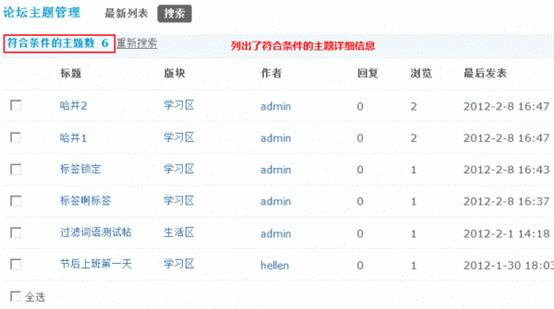 论坛主题管理 最新列表 搜索
符合条件的主题数 6 重新搜索 列出了符合条件的主题详细信息
标题 版块 作者 回复 浏览 最后发表
哈并2 学习区 admin 0 2 2012-2-8 16:47
哈并1 学习区 admin 0 2 2012-2-8 16:47
标签锁定 学习区 admin 0 1 2012-2-8 16:43
标签啊标签 学习区 admin 0 1 2012-2-8 16:37
过滤词语测试帖 生活区 admin 0 1 2012-2-1 14:18
节后上班第一天 学习区 hellen 0 1 2012-1-30 18:03
全选